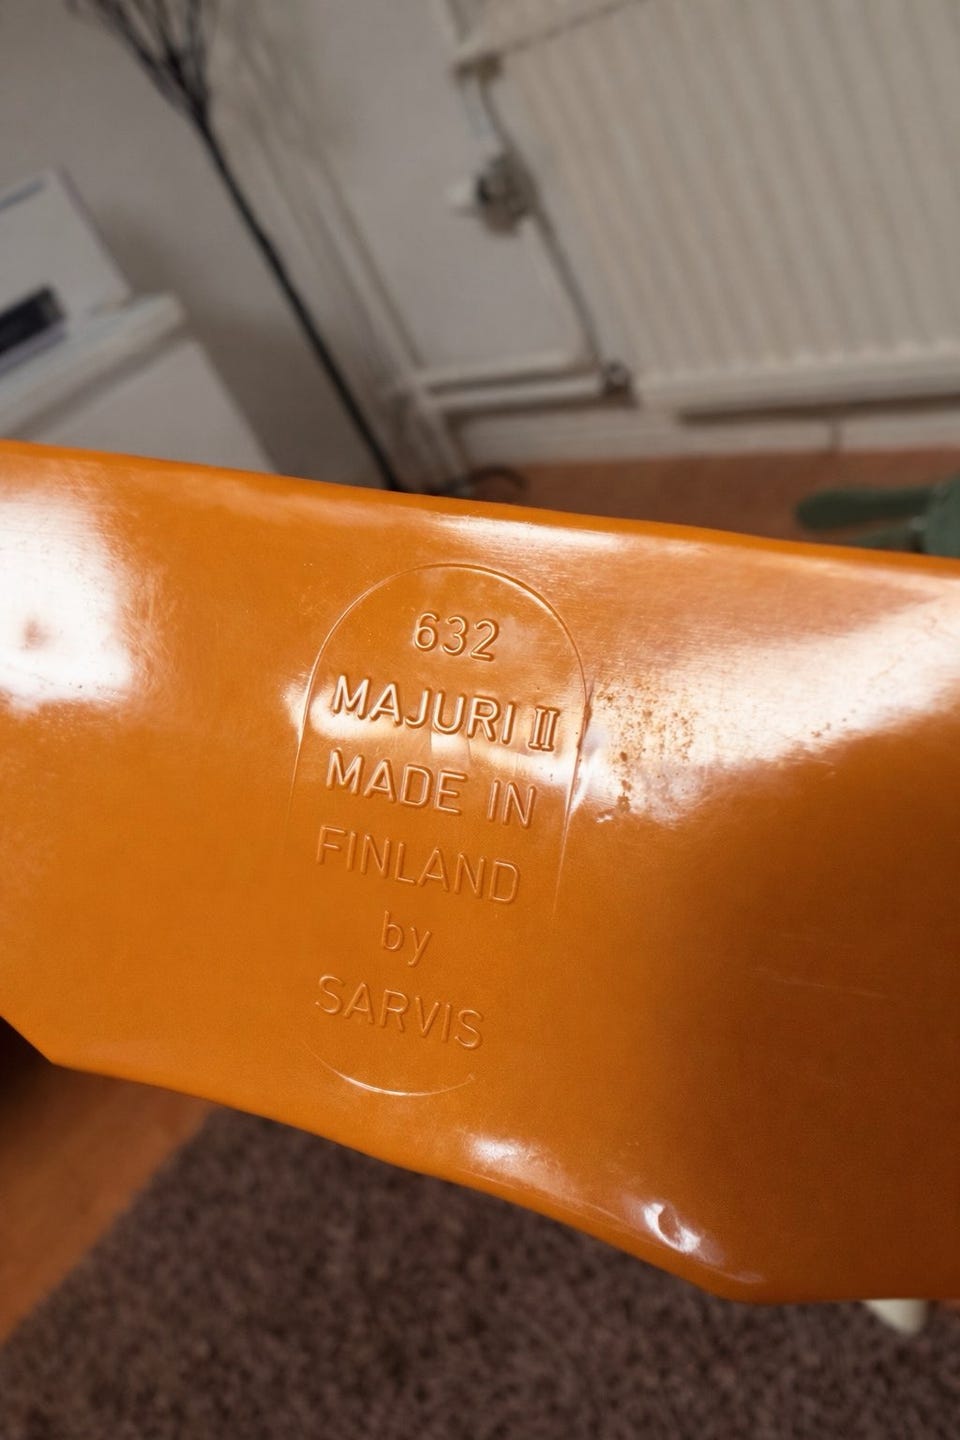 632
MAJURI II
MADE IN
FINLAND
by
SARVIS